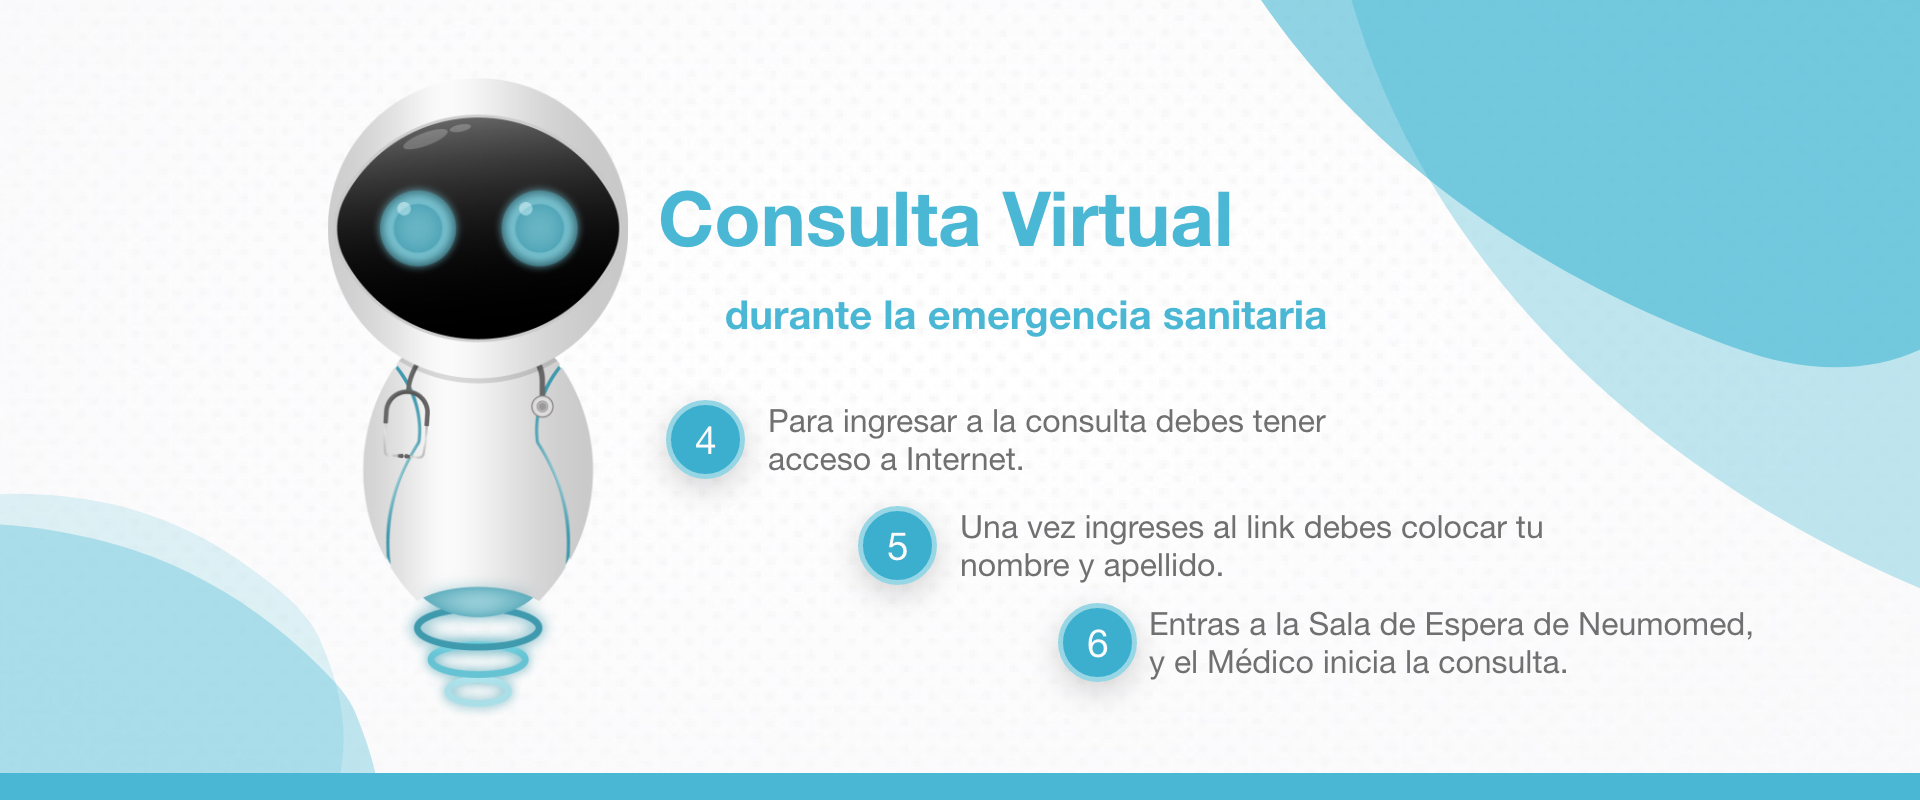 Consulta Virtual
durante la emergencia sanitaria
4
Para ingresar a la consulta debes tener
acceso a Internet.
5
Una vez ingreses al link debes colocar tu
nombre y apellido.
6
Entras a la Sala de Espera de Neumomed,
y el Médico inicia la consulta.